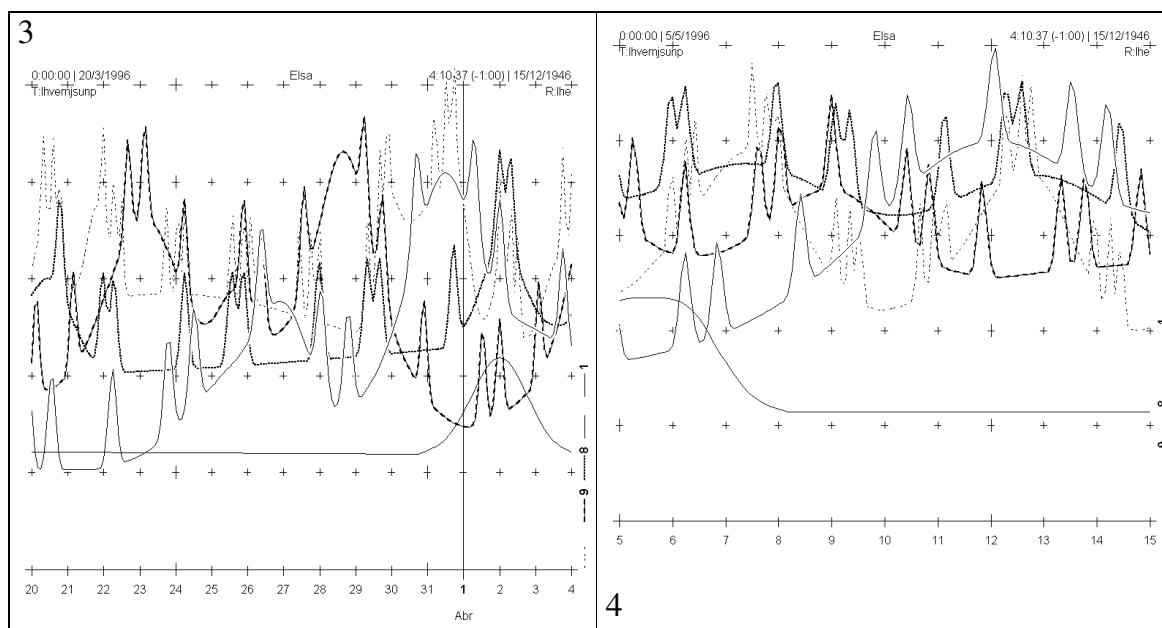 3
0:00:00 | 20/3/1996 Elsa 4:10:37 (-1:00) | 15/12/1946
T:lhvemjsunp R:lhe
1
8
9
20 21 22 23 24 25 26 27 28 29 30 31 1 2 3 4
Abr
0:00:00 | 5/5/1996 Elsa 4:10:37 (-1:00) | 15/12/1946
T:lhvemjsunp R:lhe
1
5 6 7 8 9 10 11 12 13 14 15
4